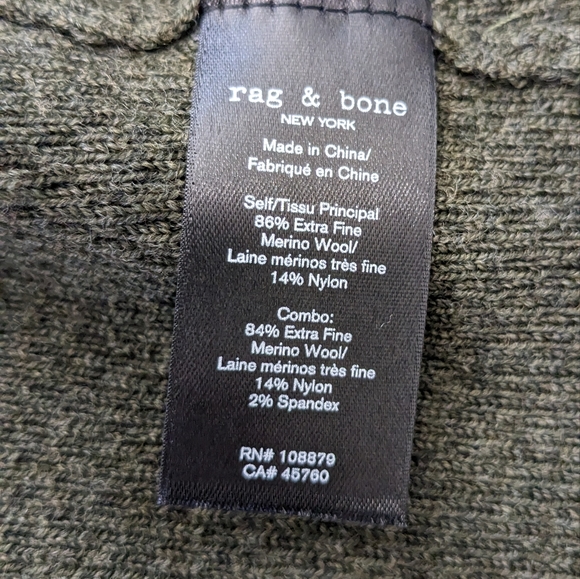 rag & bone
NEW YORK
Made in China/
Fabriqué en Chine
Self/Tissu Principal
86% Extra Fine
Merino Wool/
Laine mérinos très fine
14% Nylon
Combo:
84% Extra Fine
Merino Wool/
Laine mérinos très fine
14% Nylon
2% Spandex
RN# 108879
CA# 45760